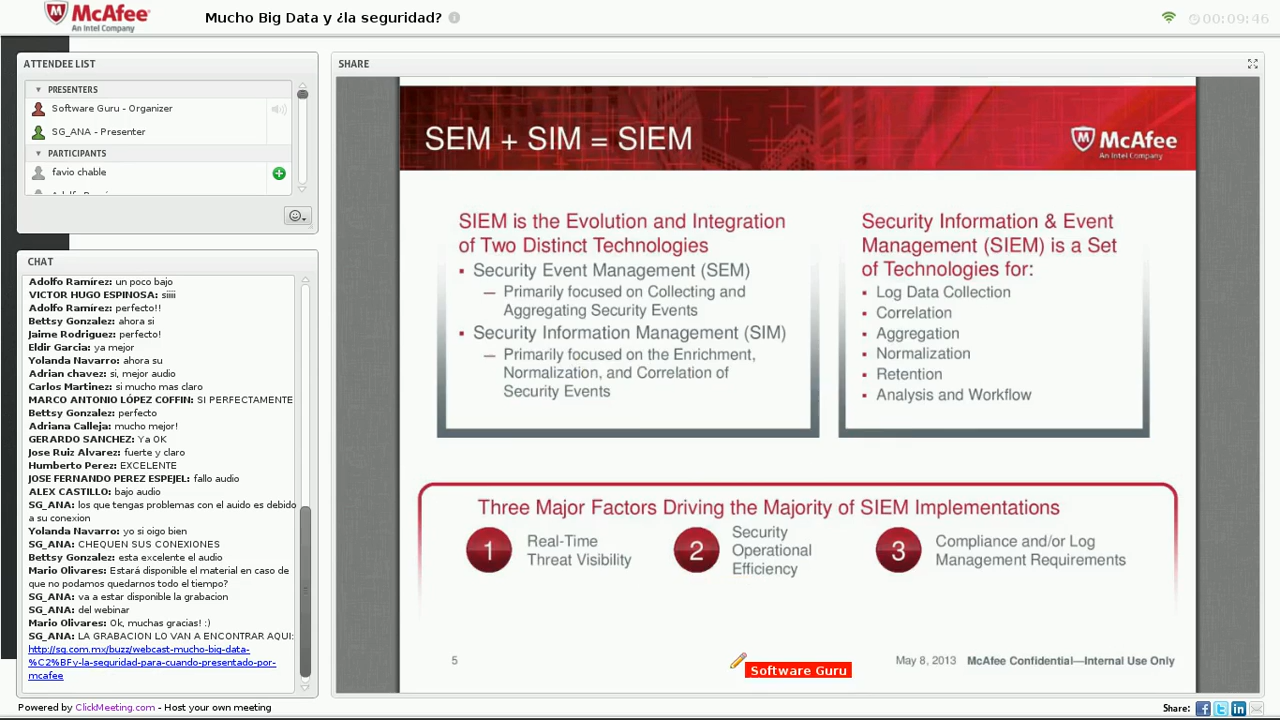 McAfee
An Intel Company
Mucho Big Data y ¿la seguridad?
00:09:46
ATTENDEE LIST
PRESENTERS
Software Guru - Organizer
SG_ANA - Presenter
PARTICIPANTS
favio chable
CHAT
Adolfo Ramírez: un poco bajo
VICTOR HUGO ESPINOSA: siiii
Adolfo Ramírez: perfecto!!
Bettsy Gonzalez: ahora si
Jaime Rodriguez: perfecto!
Eldir Garcia: ya mejor
Yolanda Navarro: ahora su
Adrian chavez: si, mejor audio
Carlos Martinez: si mucho mas claro
MARCO ANTONIO LÓPEZ COFFIN: SI PERFECTAMENTE
Bettsy Gonzalez: perfecto
Adriana Calleja: mucho mejor!
GERARDO SANCHEZ: Ya OK
Jose Ruiz Alvarez: fuerte y claro
Humberto Perez: EXCELENTE
JOSE FERNANDO PEREZ ESPEJEL: fallo audio
ALEX CASTILLO: bajo audio
SG_ANA: los que tengas problemas con el auido es debido
a su conexion
Yolanda Navarro: yo si oigo bien
SG_ANA: CHEQUEN SUS CONEXIONES
Bettsy Gonzalez: esta excelente el audio
Mario Olivares: Estará disponible el material en caso de
que no podamos quedarnos todo el tiempo?
SG_ANA: va a estar disponible la grabacion
SG_ANA: del webinar
Mario Olivares: Ok, muchas gracias! :)
SG_ANA: LA GRABACION LO VAN A ENCONTRAR AQUI:
http://sg.com.mx/buzz/webcast-mucho-big-data-
%C2%BFy-la-seguridad-para-cuando-presentado-por-
mcafee
SHARE
SEM + SIM = SIEM
McAfee
An Intel Company
SIEM is the Evolution and Integration
of Two Distinct Technologies
▪ Security Event Management (SEM)
— Primarily focused on Collecting and
Aggregating Security Events
▪ Security Information Management (SIM)
— Primarily focused on the Enrichment,
Normalization, and Correlation of
Security Events
Security Information & Event
Management (SIEM) is a Set
of Technologies for:
▪ Log Data Collection
▪ Correlation
▪ Aggregation
▪ Normalization
▪ Retention
▪ Analysis and Workflow
Three Major Factors Driving the Majority of SIEM Implementations
1 Real-Time
Threat Visibility
2 Security
Operational
Efficiency
3 Compliance and/or Log
Management Requirements
5
Software Guru
May 8, 2013 McAfee Confidential—Internal Use Only
Powered by ClickMeeting.com - Host your own meeting
Share: